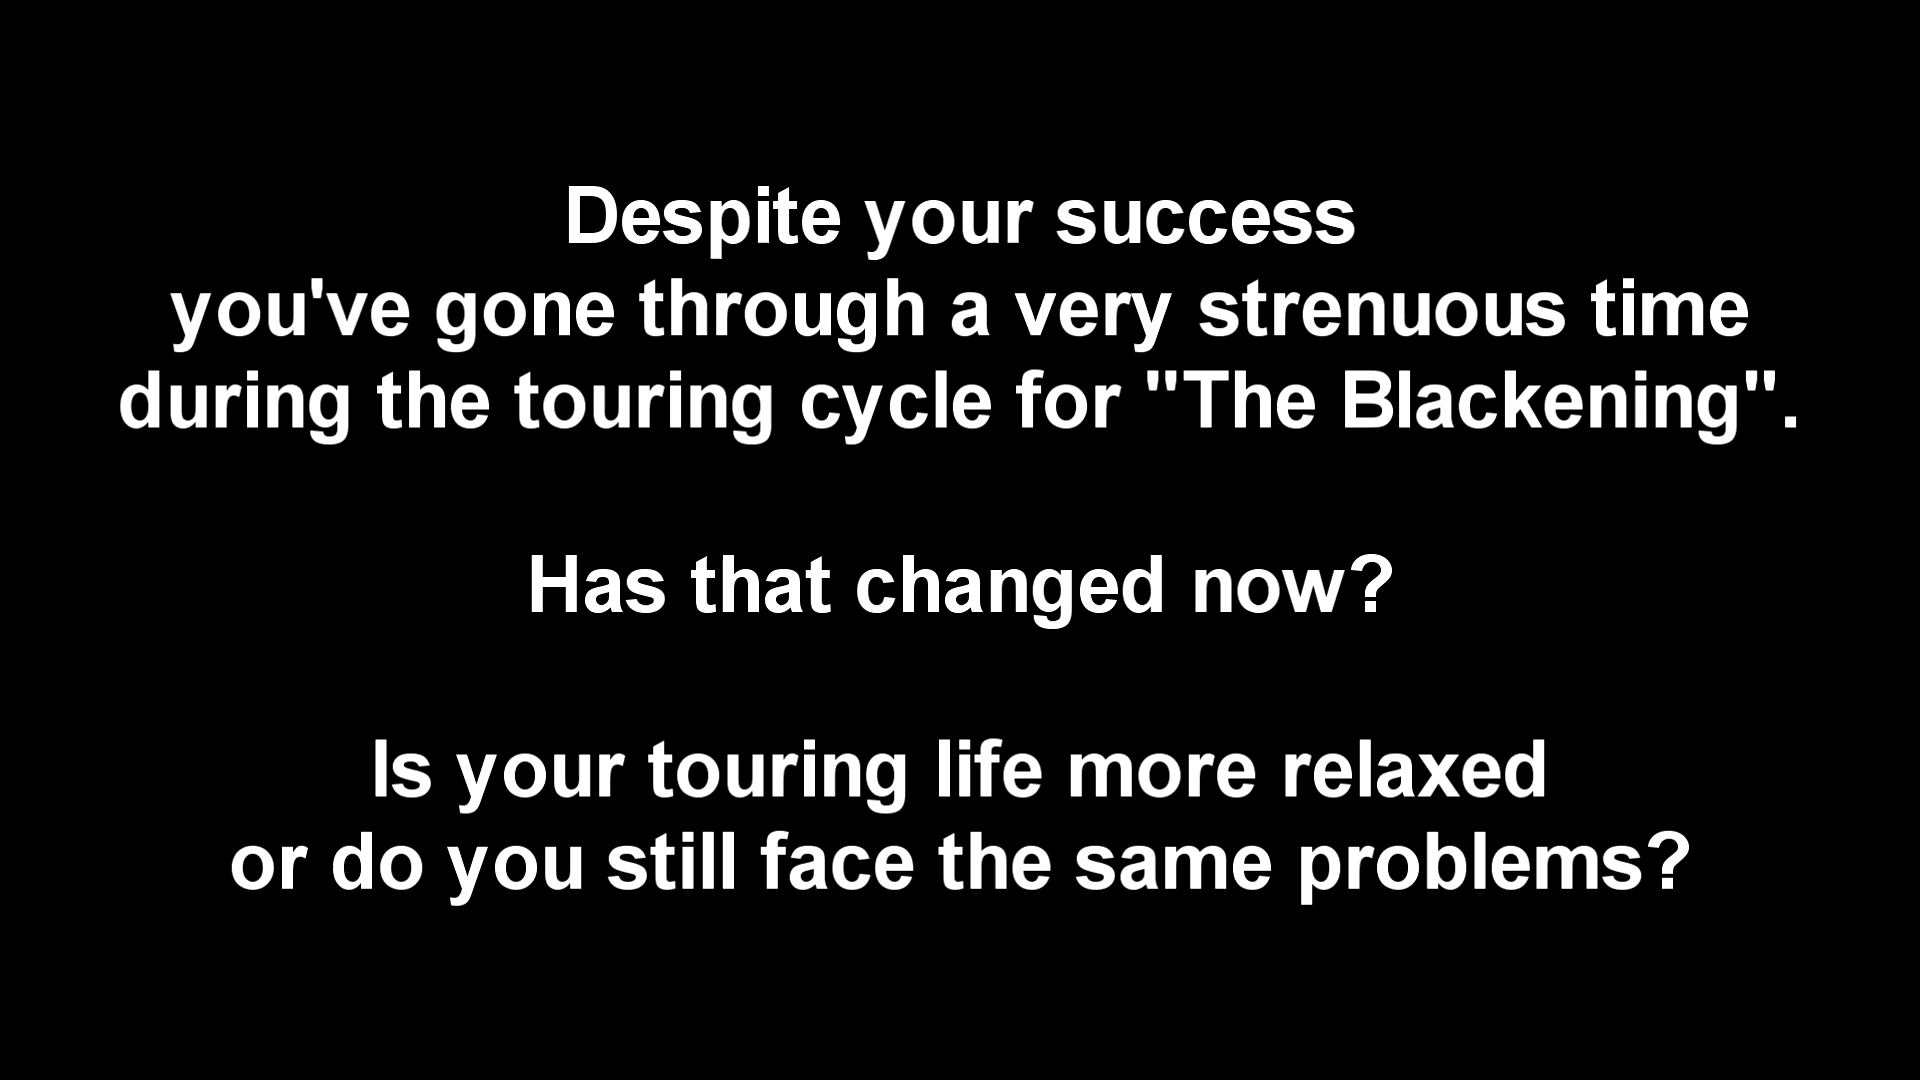 Despite your success
you've gone through a very strenuous time
during the touring cycle for "The Blackening".
Has that changed now?
Is your touring life more relaxed
or do you still face the same problems?